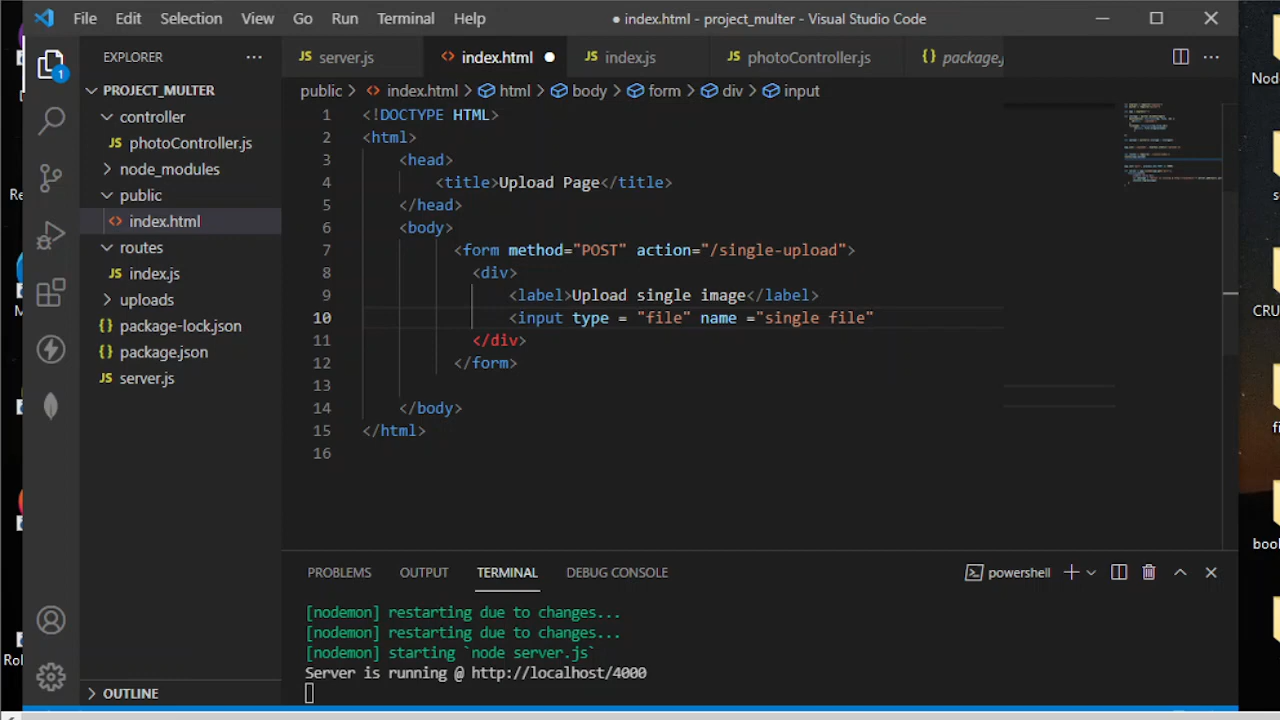 File Edit Selection View Go Run Terminal Help ● index.html - project_multer - Visual Studio Code
EXPLORER ...
JS server.js <> index.html ● JS index.js JS photoController.js {} package.j
PROJECT_MULTER
public > <> index.html > html > body > form > div > input
controller
JS photoController.js
node_modules
public
<> index.html
routes
JS index.js
uploads
{} package-lock.json
{} package.json
JS server.js
OUTLINE
1
1 <!DOCTYPE HTML>
2 <html>
3 <head>
4 <title>Upload Page</title>
5 </head>
6 <body>
7 <form method="POST" action="/single-upload">
8 <div>
9 <label>Upload single image</label>
10 <input type = "file" name ="single file"
11 </div>
12 </form>
13
14 </body>
15 </html>
16
PROBLEMS OUTPUT TERMINAL DEBUG CONSOLE powershell
[nodemon] restarting due to changes...
[nodemon] restarting due to changes...
[nodemon] starting `node server.js`
Server is running @ http://localhost/4000
Node
CRU
boo
Re
Rol